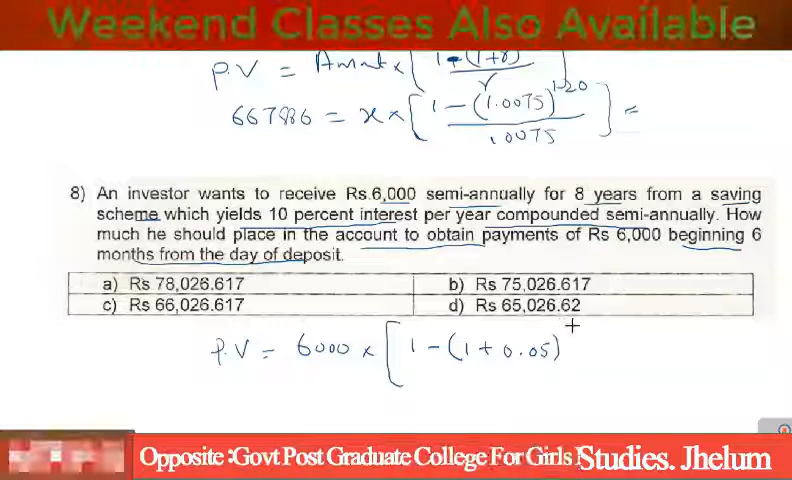 Weekend Classes Also Available
P.V = Amnt x [ 1 - (1+r) / r ]
667886 = x x [ 1 - (1.0075)^120 / .0075 ] =
8) An investor wants to receive Rs.6,000 semi-annually for 8 years from a saving
scheme which yields 10 percent interest per year compounded semi-annually. How
much he should place in the account to obtain payments of Rs 6,000 beginning 6
months from the day of deposit.
a) Rs 78,026.617 b) Rs 75,026.617
c) Rs 66,026.617 d) Rs 65,026.62
P.V = 6000 x [ 1 - (1 + 0.05)
Opposite :Govt Post Graduate College For Girls Studies. Jhelum